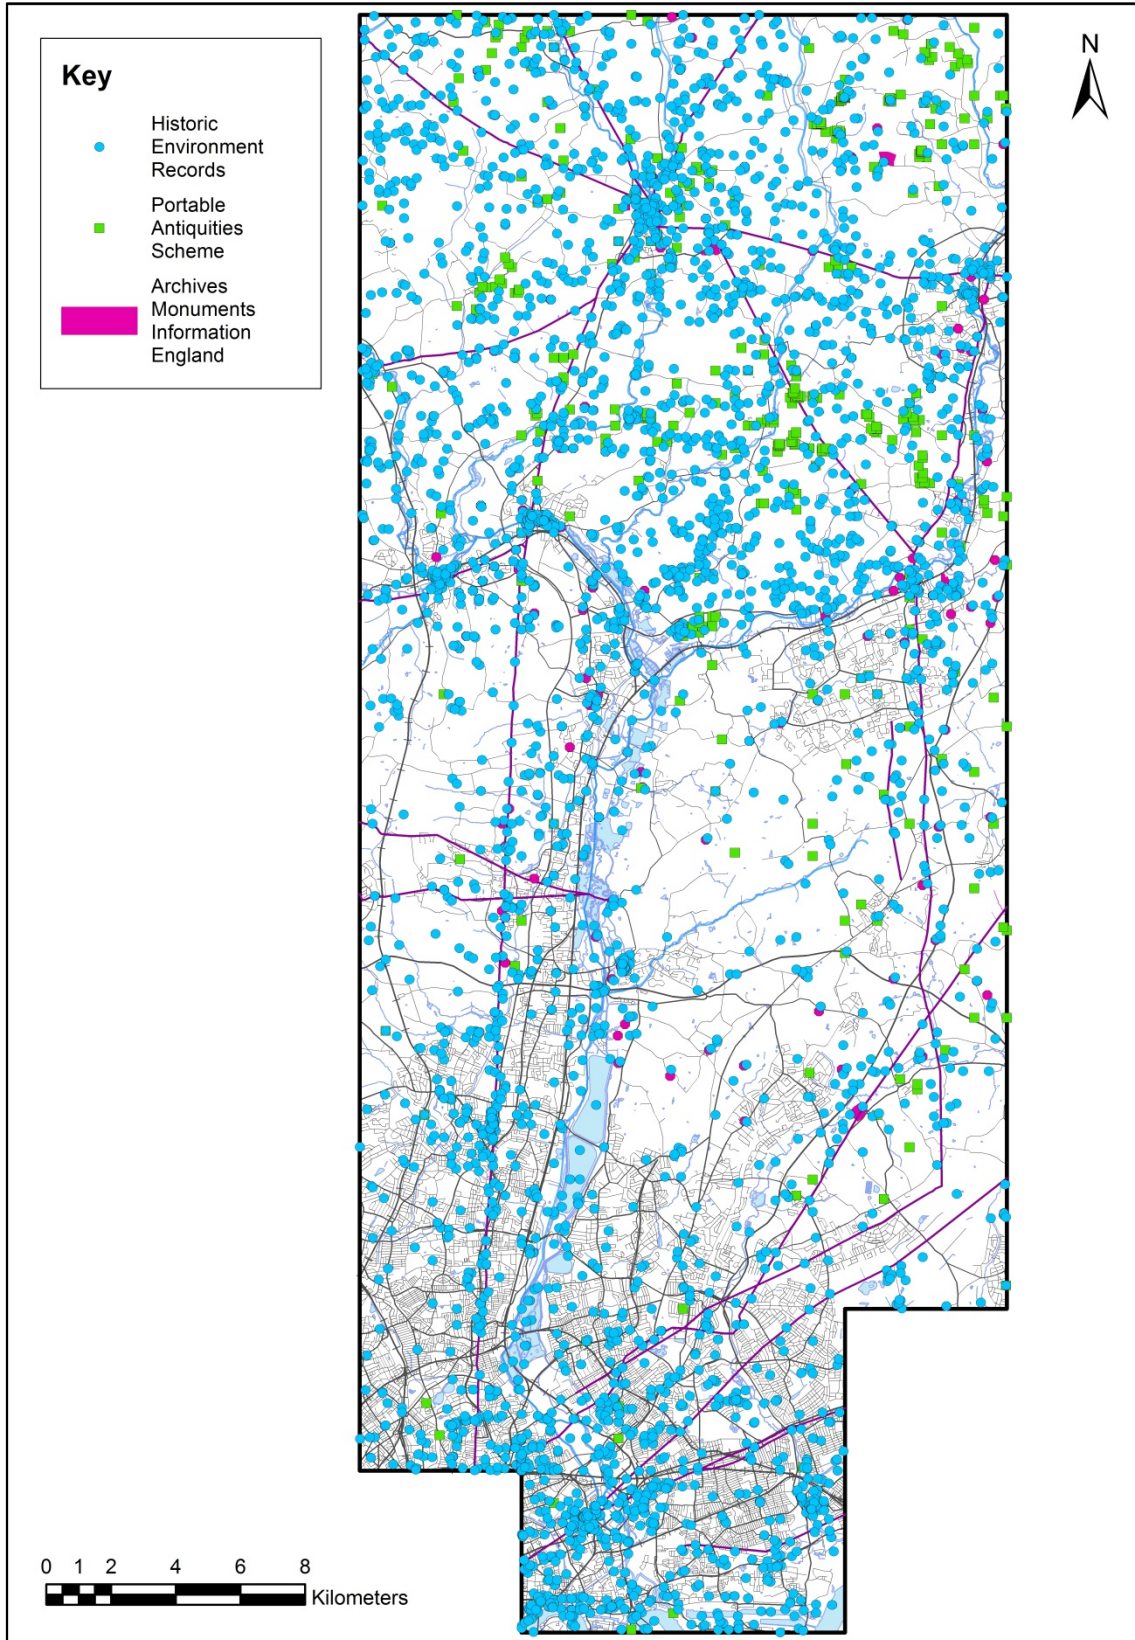 Key
Historic
Environment
Records
Portable
Antiquities
Scheme
Archives
Monuments
Information
England
N
0 1 2 4 6 8
Kilometers